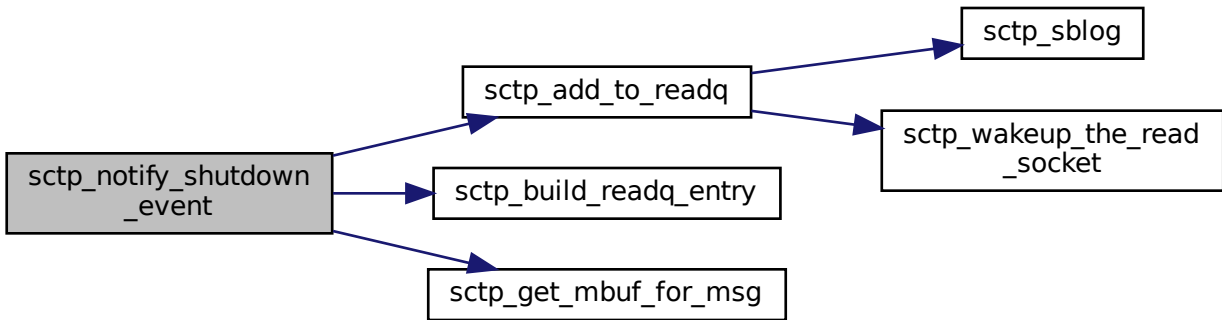 sctp_notify_shutdown
_event
sctp_add_to_readq
sctp_build_readq_entry
sctp_get_mbuf_for_msg
sctp_sblog
sctp_wakeup_the_read
_socket